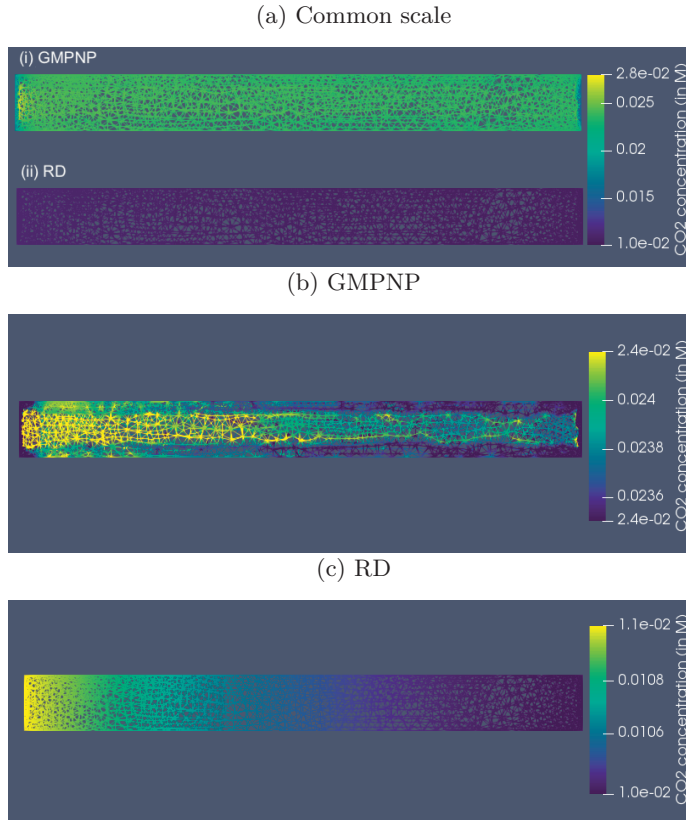 (a) Common scale
(i) GMPNP
2.8e-02
0.025
0.02
0.015
1.0e-02
CO2 concentration (in M)
(ii) RD
(b) GMPNP
2.4e-02
0.024
0.0238
0.0236
2.4e-02
CO2 concentration (in M)
(c) RD
1.1e-02
0.0108
0.0106
1.0e-02
CO2 concentration (in M)